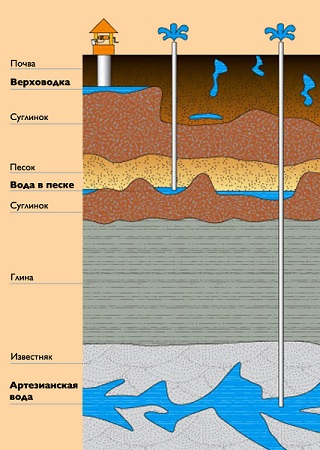 Почва
Верховодка
Суглинок
Песок
Вода в песке
Суглинок
Глина
Известняк
Артезианская
вода